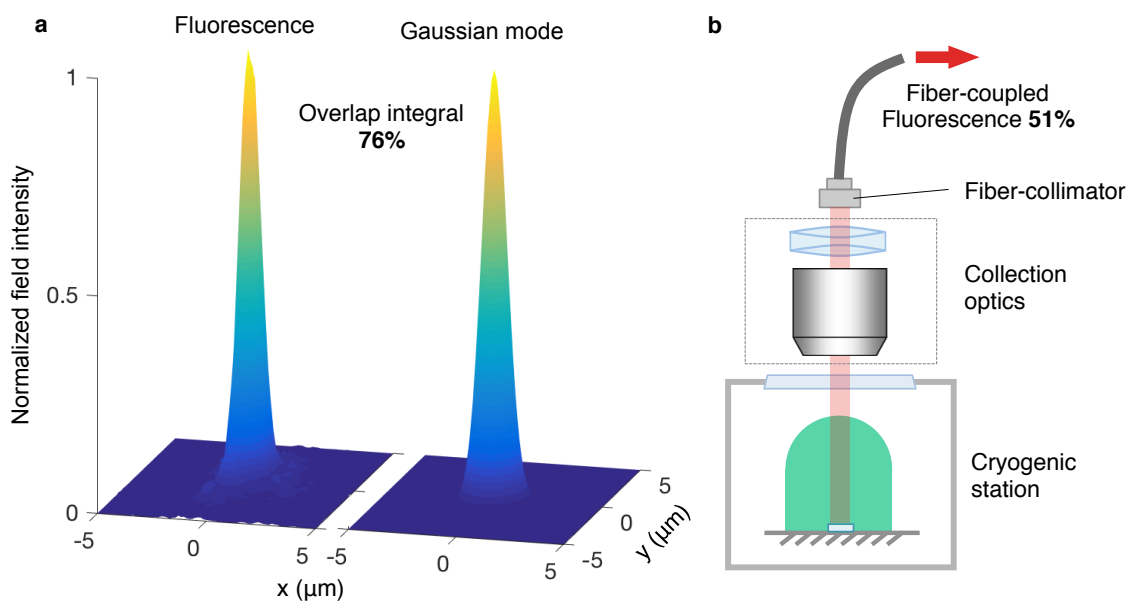 a
Fluorescence
Gaussian mode
Overlap integral
76%
Normalized field intensity
1
0.5
0
-5
0
5
x (μm)
-5
0
5
-5
0
5
y (μm)
b
Fiber-coupled
Fluorescence 51%
Fiber-collimator
Collection
optics
Cryogenic
station